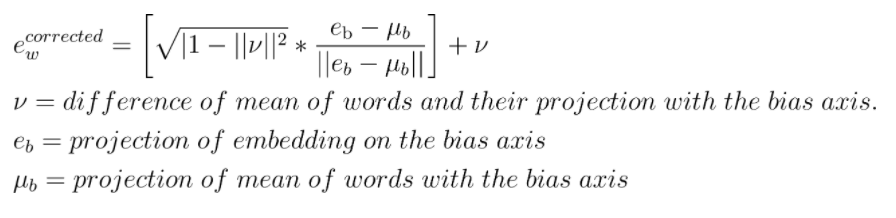 e_w^{corrected} = [√|1 − ||ν||²| * (e_b − μ_b) / ||e_b − μ_b||] + ν
ν = difference of mean of words and their projection with the bias axis.
e_b = projection of embedding on the bias axis
μ_b = projection of mean of words with the bias axis